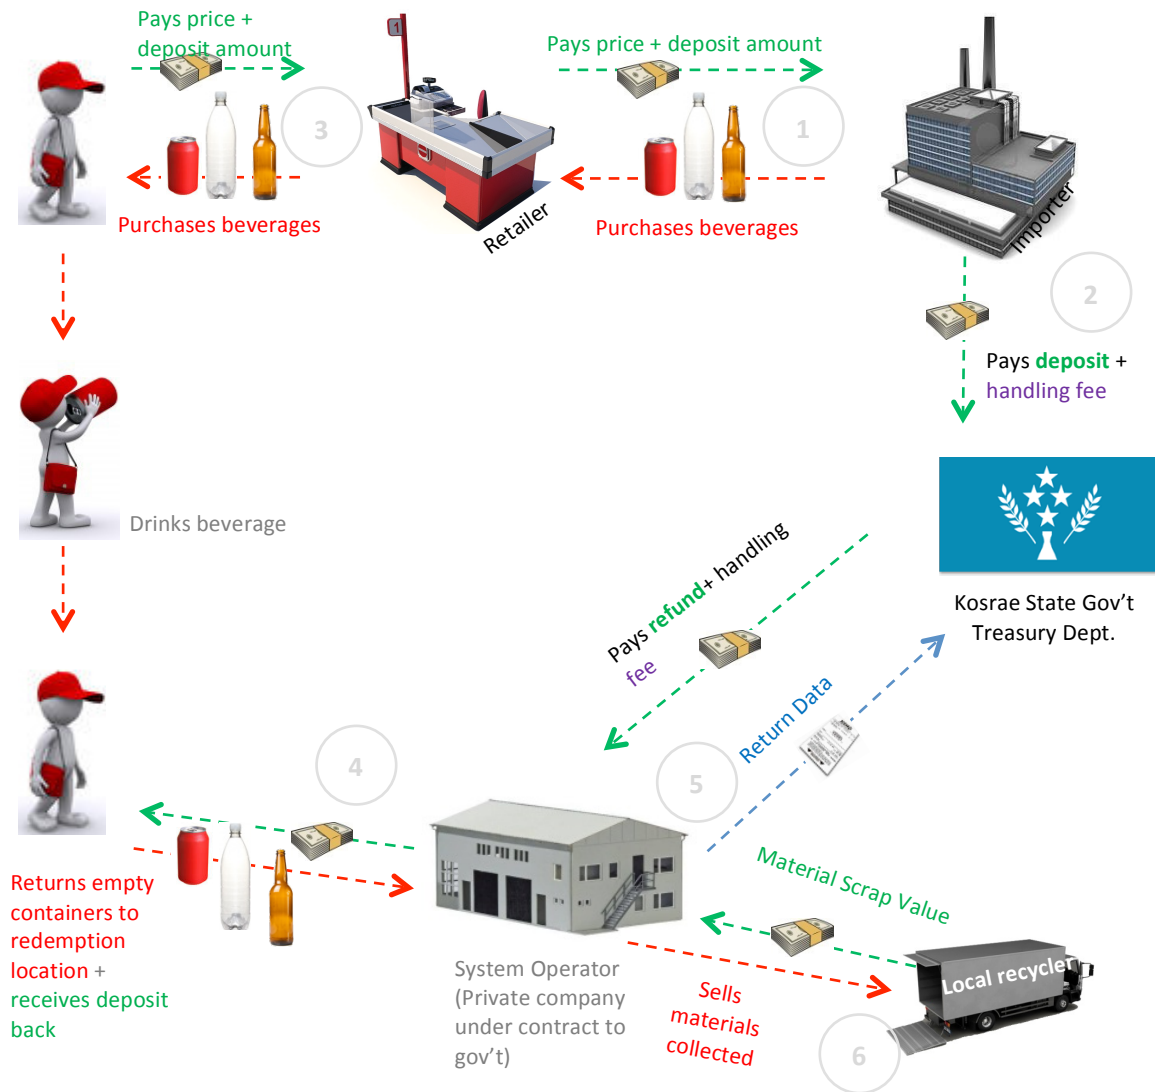 Pays price +
deposit amount
1
3
Purchases beverages
Retailer
Pays price + deposit amount
1
Purchases beverages
Importer
2
Pays deposit +
handling fee
Drinks beverage
Kosrae State Gov't
Treasury Dept.
Pays refund+ handling
fee
Return Data
4
5
Returns empty
containers to
redemption
location +
receives deposit
back
System Operator
(Private company
under contract to
gov't)
Material Scrap Value
Sells
materials
collected
Local recycler
6